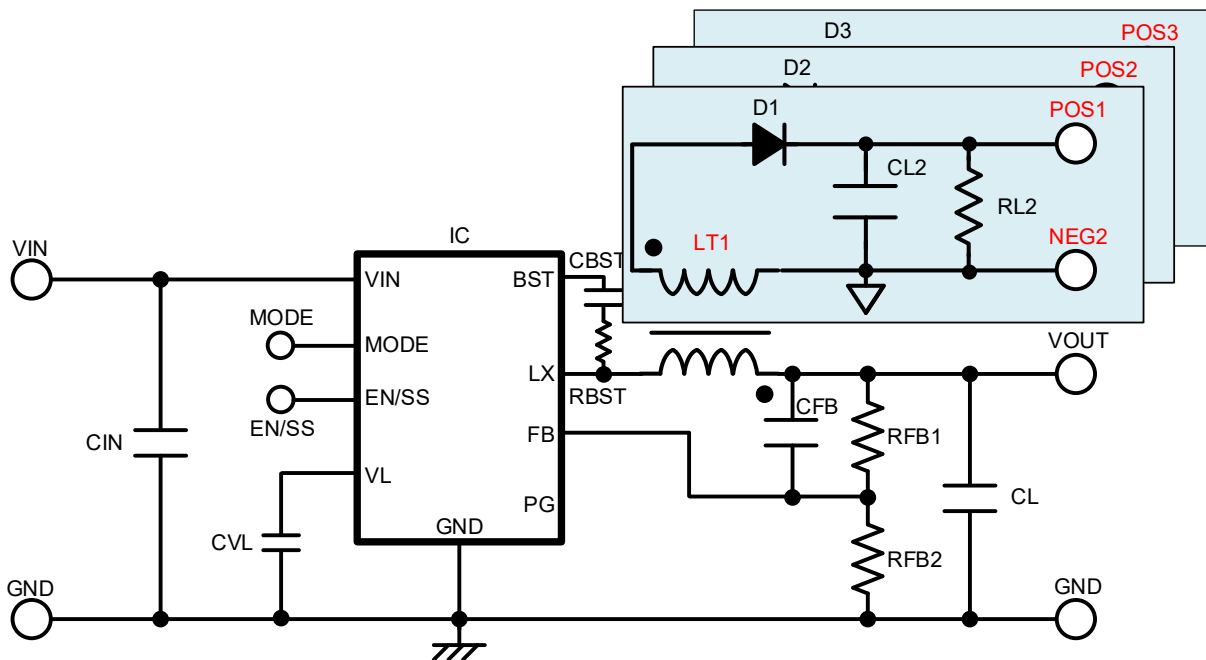 D3
POS3
D2
POS2
D1
POS1
CL2
RL2
LT1
NEG2
VIN
IC
CBST
VIN
BST
MODE
MODE
VOUT
LX
EN/SS
RBST
EN/SS
CFB
FB
RFB1
CIN
VL
CL
PG
GND
CVL
RFB2
GND
GND